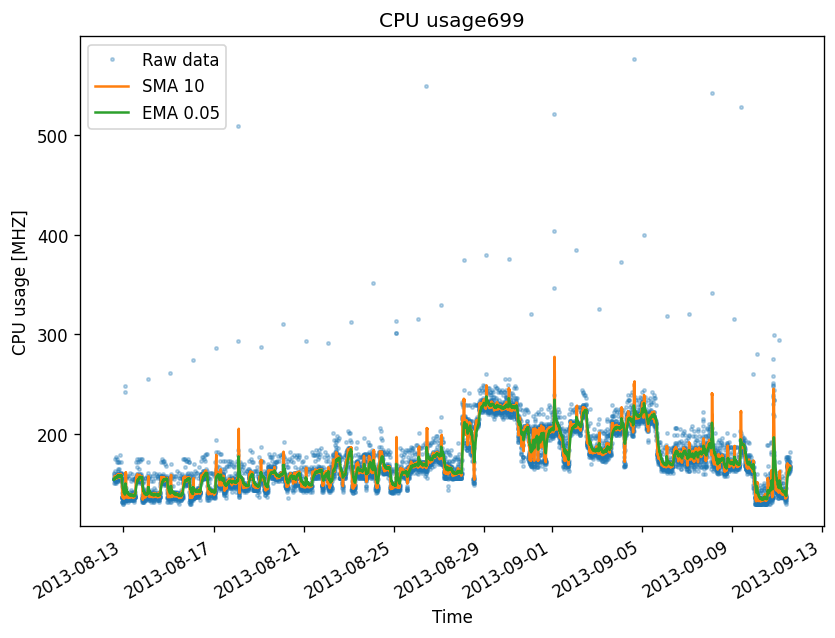 CPU usage699
Raw data
SMA 10
EMA 0.05
CPU usage [MHZ]
500
400
300
200
2013-08-13
2013-08-17
2013-08-21
2013-08-25
2013-08-29
2013-09-01
2013-09-05
2013-09-09
2013-09-13
Time